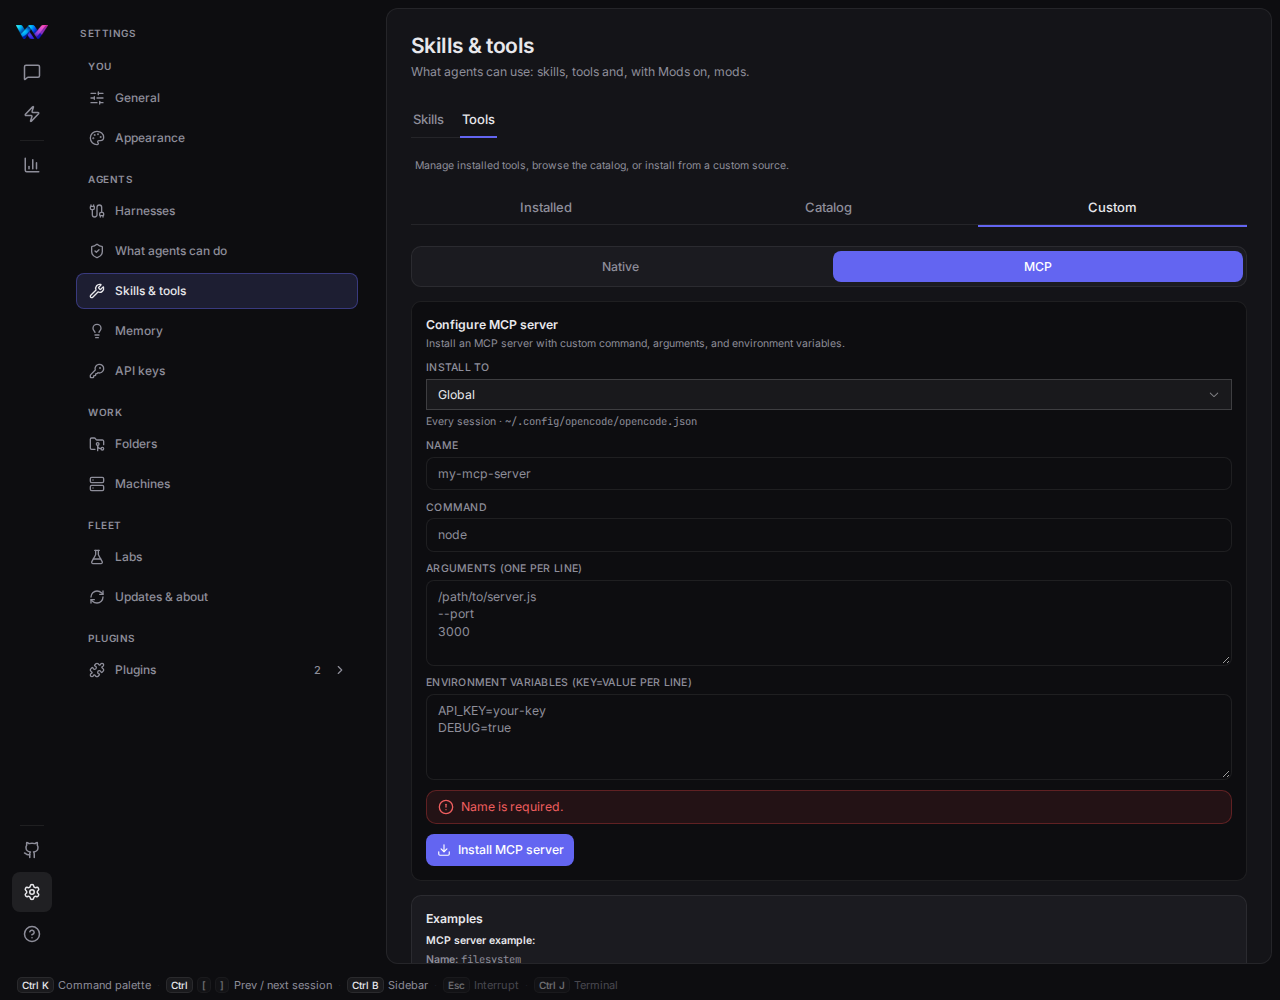 SETTINGS
YOU
General
Appearance
AGENTS
Harnesses
What agents can do
Skills & tools
Memory
API keys
WORK
Folders
Machines
FLEET
Labs
Updates & about
PLUGINS
Plugins 2
Skills & tools
What agents can use: skills, tools and, with Mods on, mods.
Skills Tools
Manage installed tools, browse the catalog, or install from a custom source.
Installed Catalog Custom
Native MCP
Configure MCP server
Install an MCP server with custom command, arguments, and environment variables.
INSTALL TO
Global
Every session · ~/.config/opencode/opencode.json
NAME
my-mcp-server
COMMAND
node
ARGUMENTS (ONE PER LINE)
/path/to/server.js
--port
3000
ENVIRONMENT VARIABLES (KEY=VALUE PER LINE)
API_KEY=your-key
DEBUG=true
Name is required.
Install MCP server
Examples
MCP server example:
Name: filesystem
Ctrl K Command palette Ctrl [ ] Prev / next session Ctrl B Sidebar Esc Interrupt Ctrl J Terminal